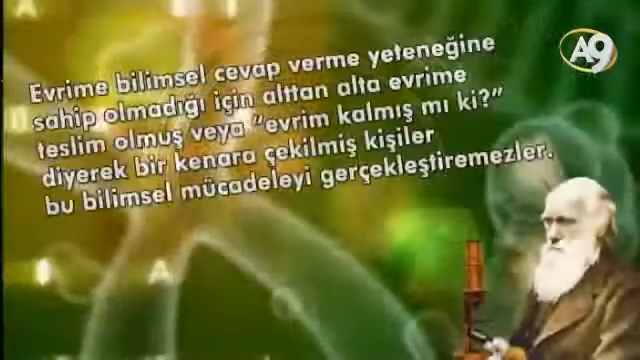 A9
Evrime bilimsel cevap verme yeteneğine
sahip olmadığı için alttan alta evrime
teslim olmuş veya “evrim kalmış mı ki?”
diyerek bir kenara çekilmiş kişiler
bu bilimsel mücadeleyi gerçekleştiremezler.
A
A